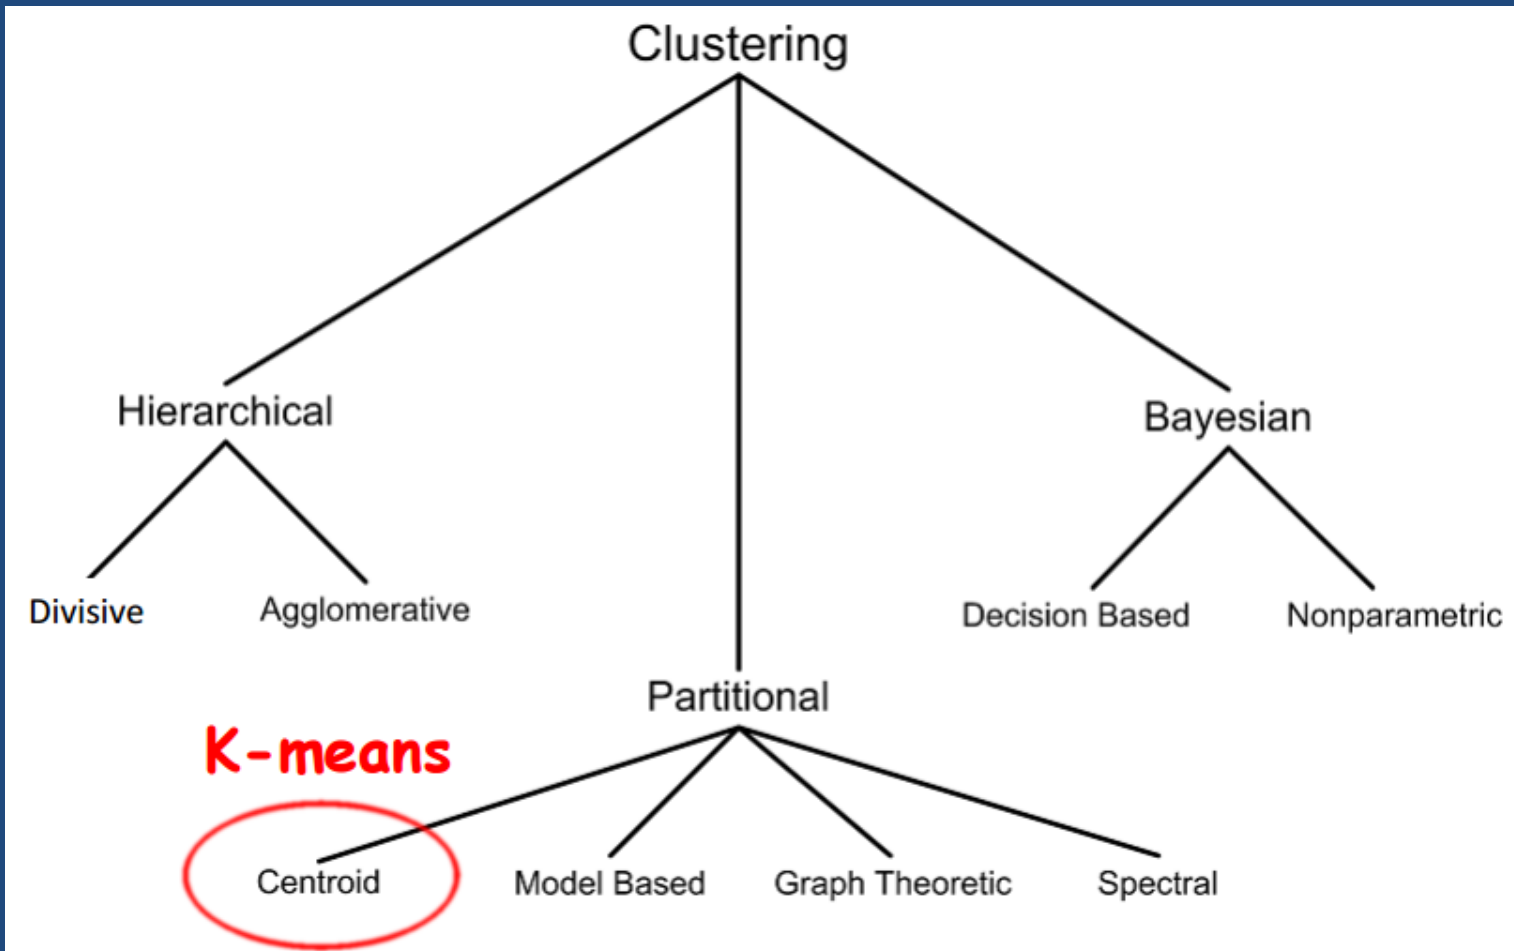 Clustering
Hierarchical
Bayesian
Divisive
Agglomerative
Decision Based
Nonparametric
Partitional
K-means
Centroid
Model Based
Graph Theoretic
Spectral